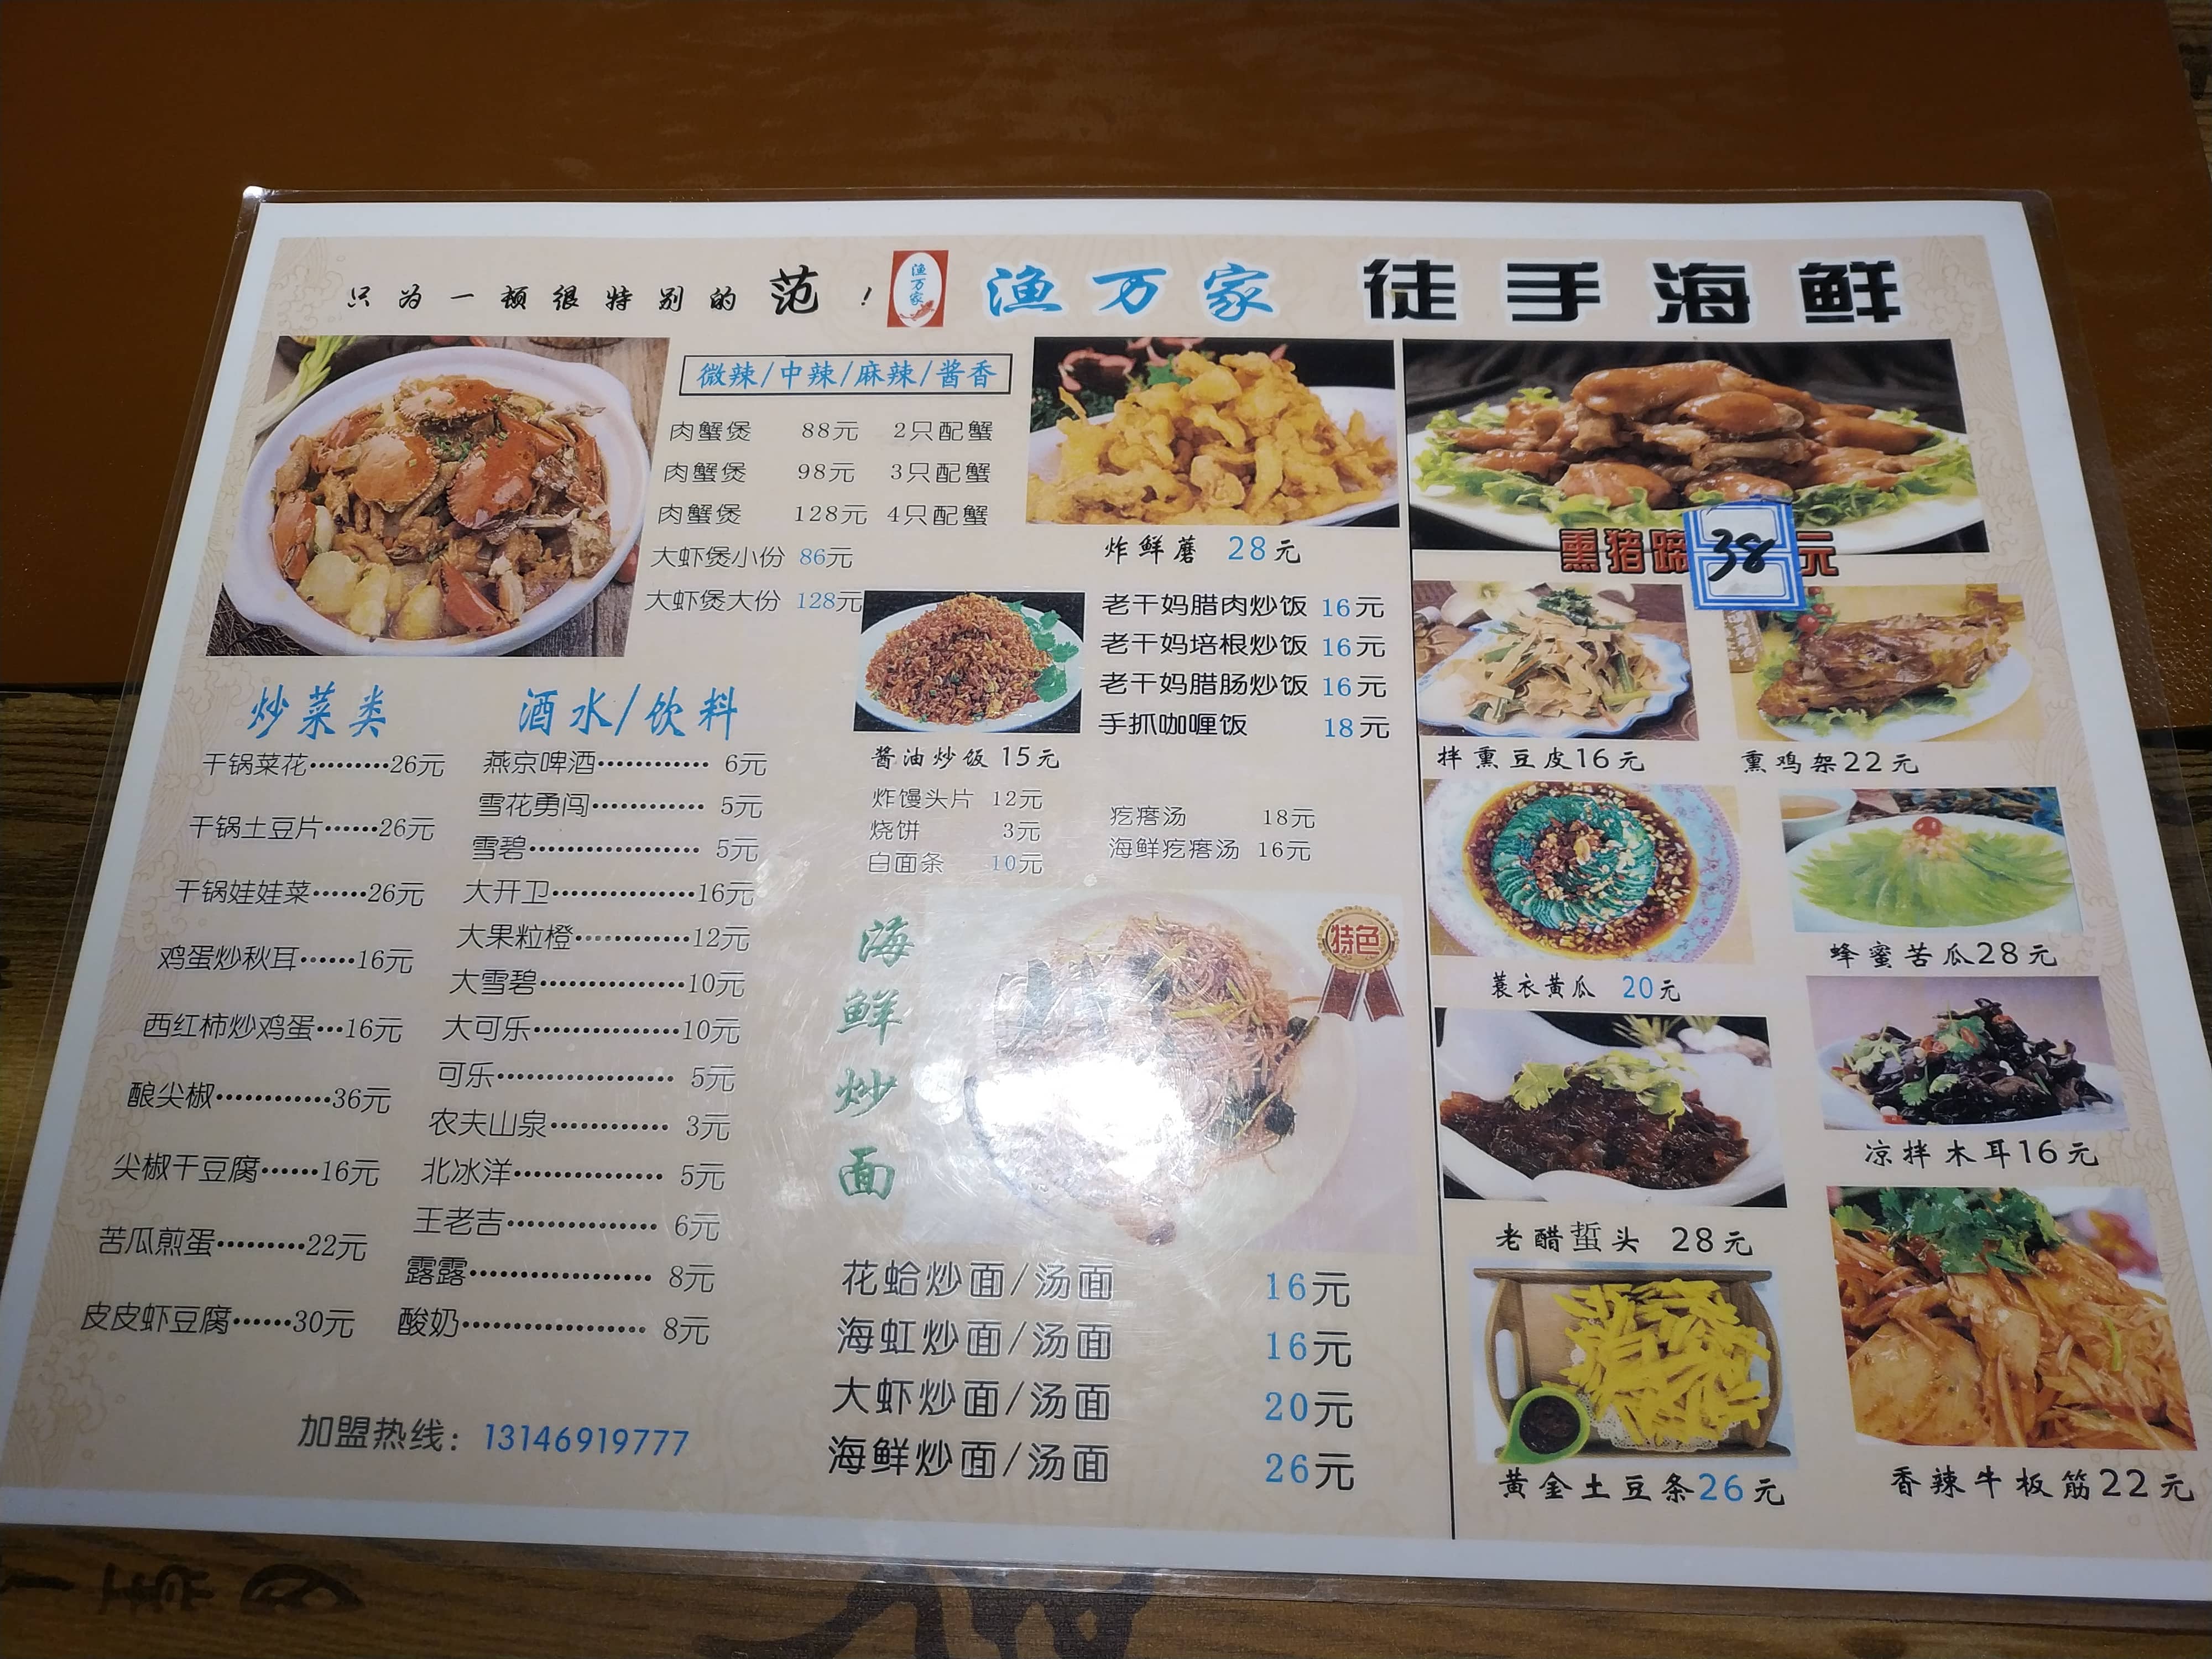 只为一顿很特别的范！
渔万家
渔万家 徒手海鲜
微辣/中辣/麻辣/酱香
肉蟹煲 88元 2只配蟹
肉蟹煲 98元 3只配蟹
肉蟹煲 128元 4只配蟹
大虾煲小份 86元
大虾煲大份 128元
炒菜类
干锅菜花………26元
干锅土豆片……26元
干锅娃娃菜……26元
鸡蛋炒秋耳……16元
西红柿炒鸡蛋…16元
酿尖椒…………36元
尖椒干豆腐……16元
苦瓜煎蛋………22元
皮皮虾豆腐……30元
酒水/饮料
燕京啤酒………… 6元
雪花勇闯………… 5元
雪碧……………… 5元
大开卫……………16元
大果粒橙…………12元
大雪碧……………10元
大可乐……………10元
可乐……………… 5元
农夫山泉………… 3元
北冰洋…………… 5元
王老吉…………… 6元
露露……………… 8元
酸奶……………… 8元
加盟热线：13146919777
炸鲜蘑 28元
老干妈腊肉炒饭 16元
老干妈培根炒饭 16元
老干妈腊肠炒饭 16元
手抓咖喱饭 18元
酱油炒饭 15元
炸馒头片 12元
烧饼 3元
白面条 10元
疙瘩汤 18元
海鲜疙瘩汤 16元
海鲜炒面
特色
花蛤炒面/汤面 16元
海虹炒面/汤面 16元
大虾炒面/汤面 20元
海鲜炒面/汤面 26元
熏猪蹄 38元
拌熏豆皮16元
熏鸡架22元
蓑衣黄瓜 20元
蜂蜜苦瓜28元
老醋蜇头 28元
凉拌木耳16元
黄金土豆条26元
香辣牛板筋22元